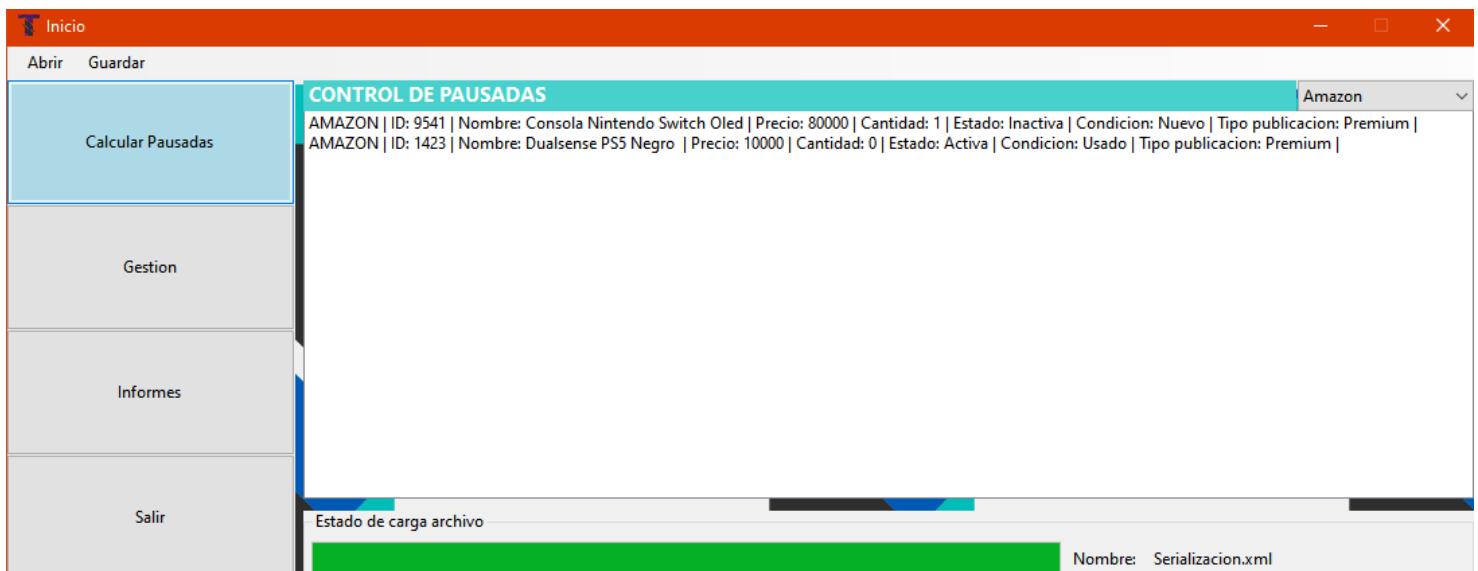 Inicio
Abrir Guardar
CONTROL DE PAUSADAS
Amazon
Calcular Pausadas
AMAZON | ID: 9541 | Nombre: Consola Nintendo Switch Oled | Precio: 80000 | Cantidad: 1 | Estado: Inactiva | Condicion: Nuevo | Tipo publicacion: Premium |
AMAZON | ID: 1423 | Nombre: Dualsense PS5 Negro | Precio: 10000 | Cantidad: 0 | Estado: Activa | Condicion: Usado | Tipo publicacion: Premium |
Gestion
Informes
Salir
Estado de carga archivo
Nombre: Serializacion.xml